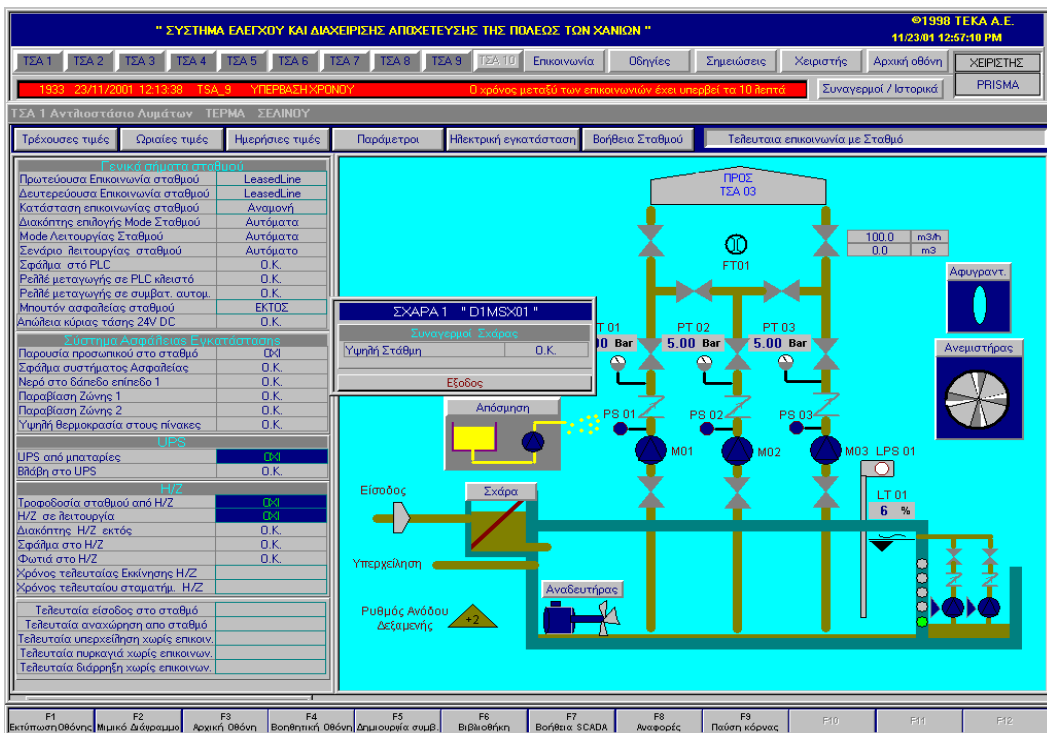 " ΣΥΣΤΗΜΑ ΕΛΕΓΧΟΥ ΚΑΙ ΔΙΑΧΕΙΡΙΣΗΣ ΑΠΟΧΕΤΕΥΣΗΣ ΤΗΣ ΠΟΛΕΩΣ ΤΩΝ ΧΑΝΙΩΝ "
©1998 ΤΕΚΑ Α.Ε.
11/23/01 12:57:10 PM
ΤΣΑ 1 ΤΣΑ 2 ΤΣΑ 3 ΤΣΑ 4 ΤΣΑ 5 ΤΣΑ 6 ΤΣΑ 7 ΤΣΑ 8 ΤΣΑ 9 ΤΣΑ 10 Επικοινωνία Οδηγίες Σημειώσεις Χειριστής Αρχική οθόνη ΧΕΙΡΙΣΤΗΣ
1933 23/11/2001 12:13:38 TSA_9 ΥΠΕΡΒΑΣΗ ΧΡΟΝΟΥ Ο χρόνος μεταξύ των επικοινωνιών έχει υπερβεί τα 10 λεπτά Συναγερμοί / Ιστορικά PRISMA
ΤΣΑ 1 Αντλιοστάσιο Λυμάτων ΤΕΡΜΑ ΣΕΛΙΝΟΥ
Τρέχουσες τιμές Ωριαίες τιμές Ημερήσιες τιμές Παράμετροι Ηλεκτρική εγκατάσταση Βοήθεια Σταθμού Τελευταια επικοινωνία με Σταθμό
Γενικά σήματα σταθμού
Πρωτεύουσα Επικοινωνία σταθμού LeasedLine
Δευτερεύουσα Επικοινωνία σταθμού LeasedLine
Κατάσταση επικοινωνίας σταθμού Αναμονή
Διακόπτης επιλογής Mode Σταθμού Αυτόματα
Mode Λειτουργίας Σταθμού Αυτόματα
Σενάριο λειτουργίας σταθμού Αυτόματο
Σφάλμα στό PLC Ο.Κ.
Ρελλέ μεταγωγής σε PLC κλειστό Ο.Κ.
Ρελλέ μεταγωγής σε συμβατ. αυτομ. Ο.Κ.
Μπουτόν ασφαλείας σταθμού ΕΚΤΟΣ
Απώλεια κύριας τάσης 24V DC Ο.Κ.
Σύστημα Ασφάλειας Εγκατάστασης
Παρουσία προσωπικού στο σταθμό ΟΧΙ
Σφάλμα συστήματος Ασφαλείας Ο.Κ.
Νερό στο δάπεδο επίπεδο 1 Ο.Κ.
Παραβίαση Ζώνης 1 Ο.Κ.
Παραβίαση Ζώνης 2 Ο.Κ.
Υψηλή θερμοκρασία στους πίνακες Ο.Κ.
UPS
UPS από μπαταρίες ΟΧΙ
Βλάβη στο UPS Ο.Κ.
Η/Ζ
Τροφοδοσία σταθμού από Η/Ζ ΟΧΙ
Η/Ζ σε λειτουργία ΟΧΙ
Διακόπτης Η/Ζ εκτός Ο.Κ.
Σφάλμα στο Η/Ζ Ο.Κ.
Φωτιά στο Η/Ζ Ο.Κ.
Χρόνος τελευταίας Εκκίνησης Η/Ζ
Χρόνος τελευταίου σταματήμ. Η/Ζ
Τελευταία είσοδος στο σταθμό
Τελευταία αναχώρηση απο σταθμό
Τελευταία υπερχείληση χωρίς επικοιν.
Τελευταία πυρκαγιά χωρίς επικοινων.
Τελευταία διάρρηξη χωρίς επικοινων.
ΠΡΟΣ
ΤΣΑ 03
FT01
100.0 m3/h
0.0 m3
Αφυγραντ.
Ανεμιστήρας
ΣΧΑΡΑ 1 " D1MSX01 "
Συναγερμοί Σχάρας
Υψηλή Στάθμη Ο.Κ.
Εξοδος
T 01 PT 02 PT 03
00 Bar 5.00 Bar 5.00 Bar
Απόσμηση
PS 01 PS 02 PS 03
M01 M02 M03 LPS 01
LT 01
6 %
Είσοδος
Σχάρα
Υπερχείληση
Αναδευτήρας
Ρυθμός Ανόδου
Δεξαμενής
+2
F1 F2 F3 F4 F5 F6 F7 F8 F9 F10 F11 F12
Εκτύπωση Οθόνης Μιμικό Διάγραμμο Αρχική Οθόνη Βοηθητική Οθόνη Δημιουργία συμβ. Βιβλιοθήκη Βοήθεια SCADA Αναφορές Παύση κόρνας